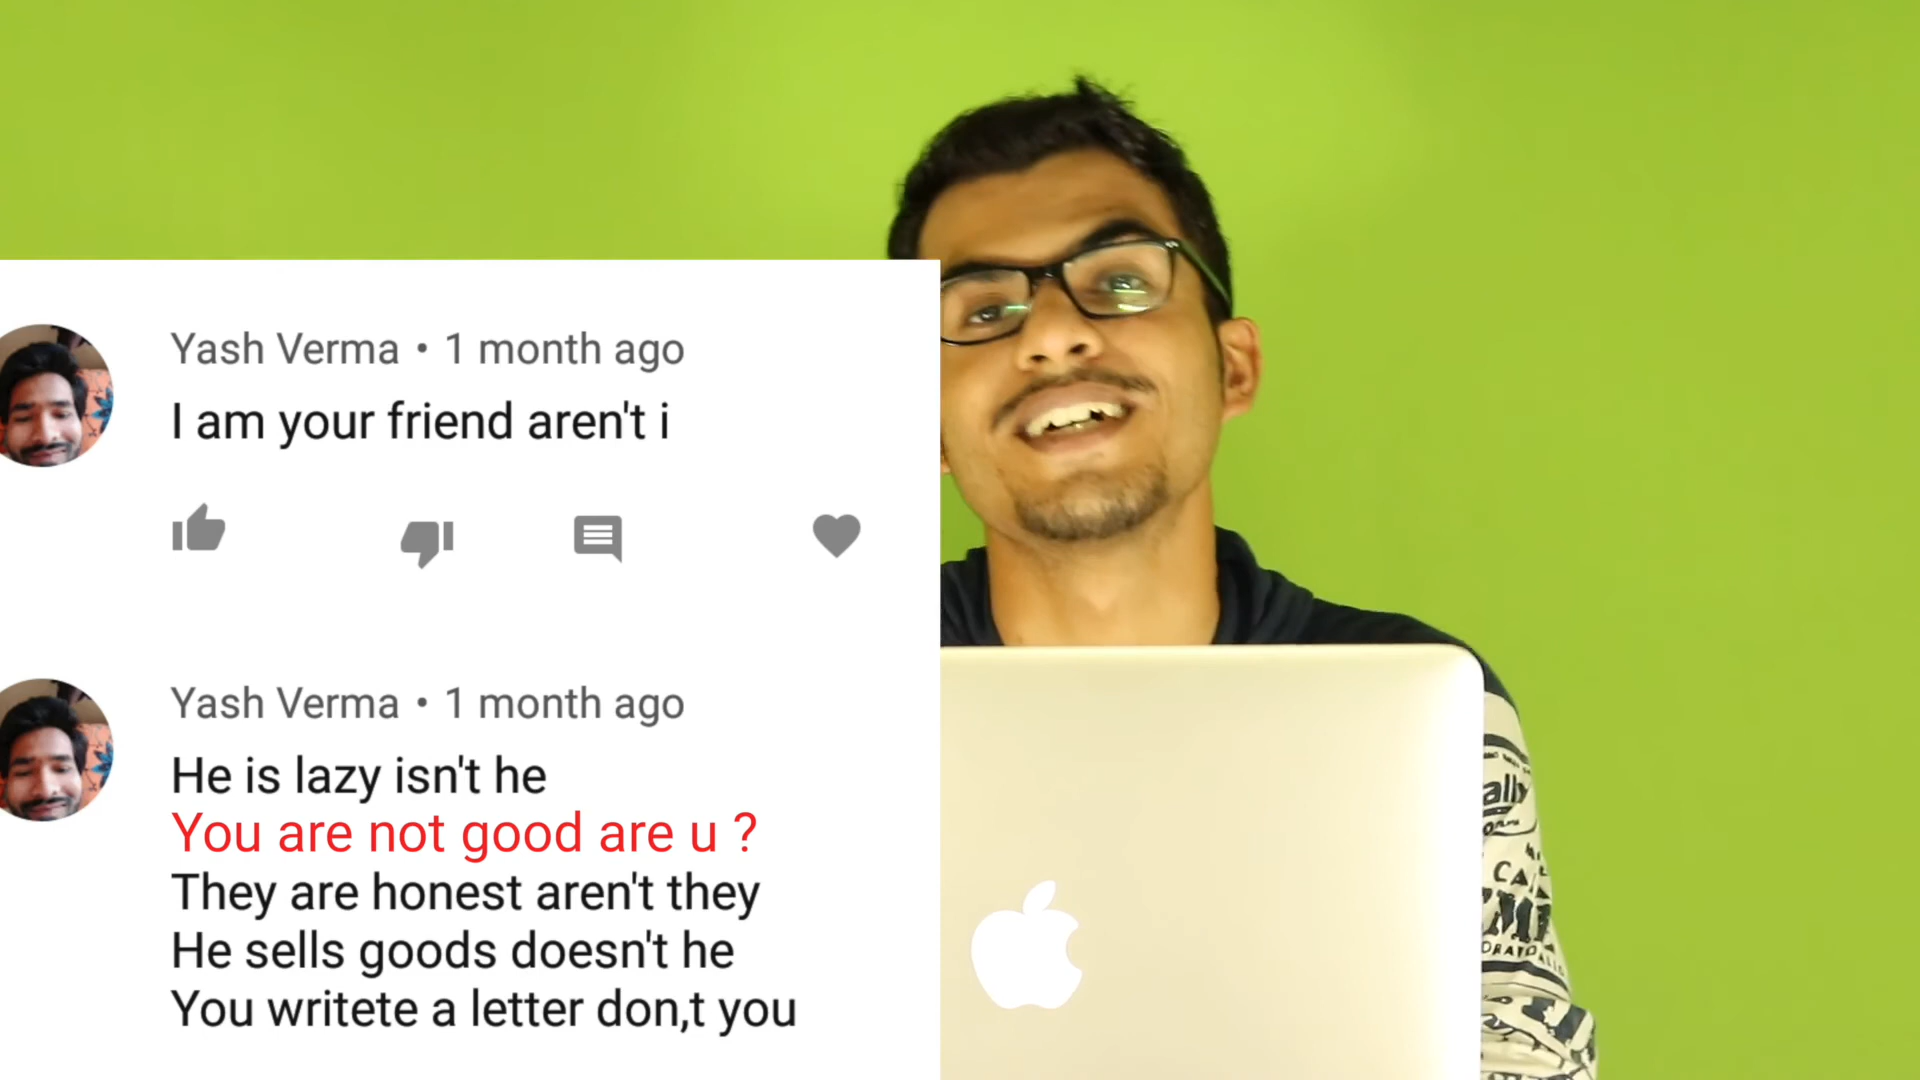 Yash Verma • 1 month ago
I am your friend aren't i
Yash Verma • 1 month ago
He is lazy isn't he
You are not good are u ?
They are honest aren't they
He sells goods doesn't he
You writete a letter don,t you
ally
CA